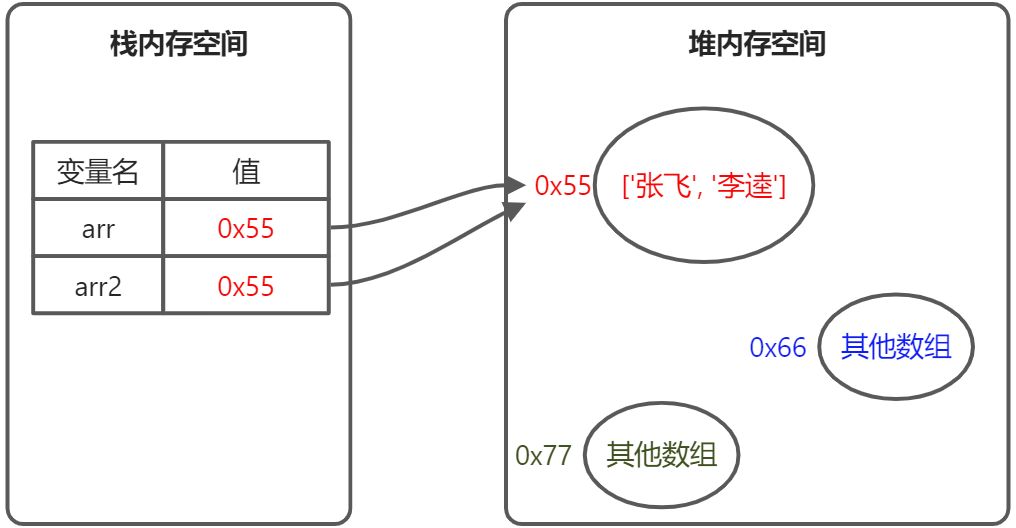 栈内存空间
变量名 值
arr 0x55
arr2 0x55
堆内存空间
0x55 ['张飞', '李逵']
0x66 其他数组
0x77 其他数组